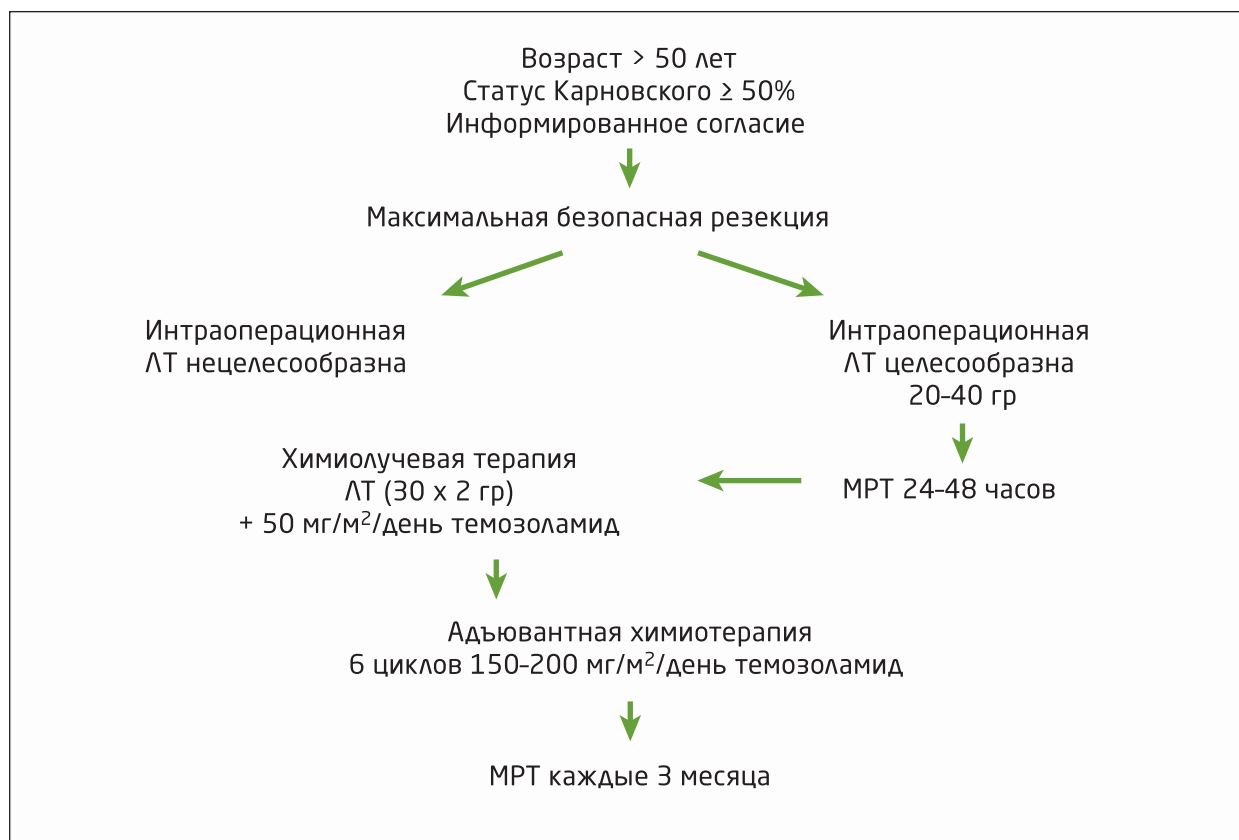 Возраст > 50 лет
Статус Карновского ≥ 50%
Информированное согласие
Максимальная безопасная резекция
Интраоперационная
ЛТ нецелесообразна
Интраоперационная
ЛТ целесообразна
20–40 гр
МРТ 24–48 часов
Химиолучевая терапия
ЛТ (30 x 2 гр)
+ 50 мг/м²/день темозоламид
Адъювантная химиотерапия
6 циклов 150–200 мг/м²/день темозоламид
МРТ каждые 3 месяца